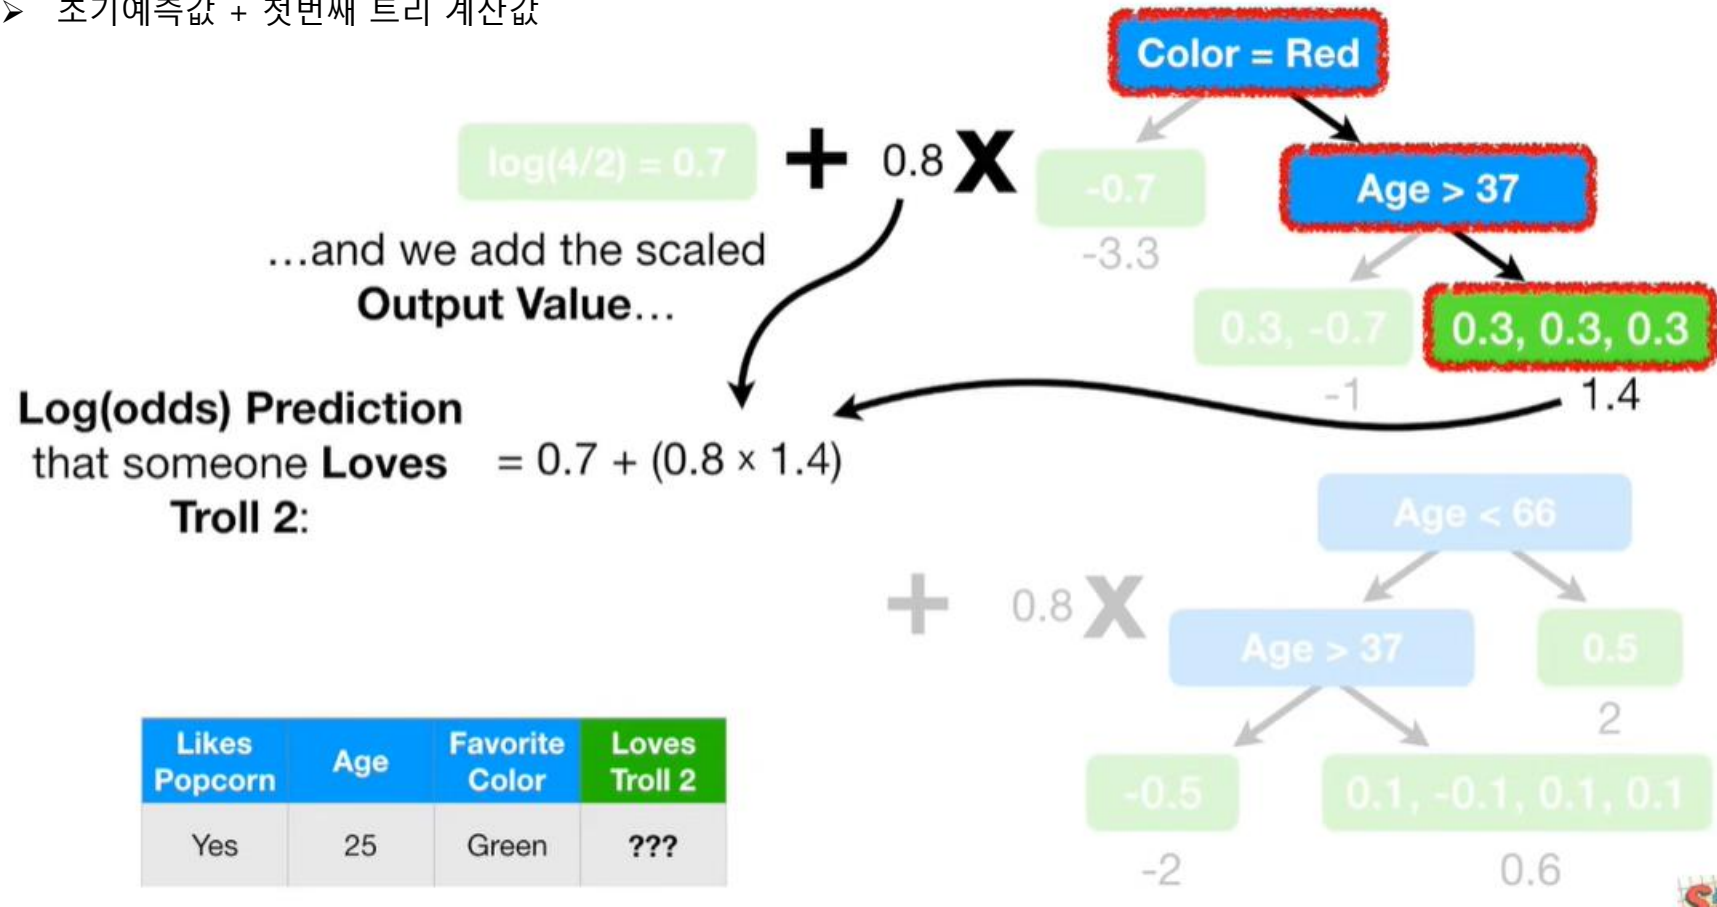 ➤ 초기예측값 + 첫번째 트리 계산값
Color = Red
log(4/2) = 0.7 + 0.8 X
-0.7
Age > 37
-3.3
…and we add the scaled
Output Value…
0.3, -0.7
0.3, 0.3, 0.3
-1
1.4
Log(odds) Prediction
that someone Loves
Troll 2:
= 0.7 + (0.8 × 1.4)
Age < 66
+ 0.8 X
Age > 37
0.5
2
-0.5
0.1, -0.1, 0.1, 0.1
-2
0.6
Likes Popcorn Age Favorite Color Loves Troll 2
Yes 25 Green ???